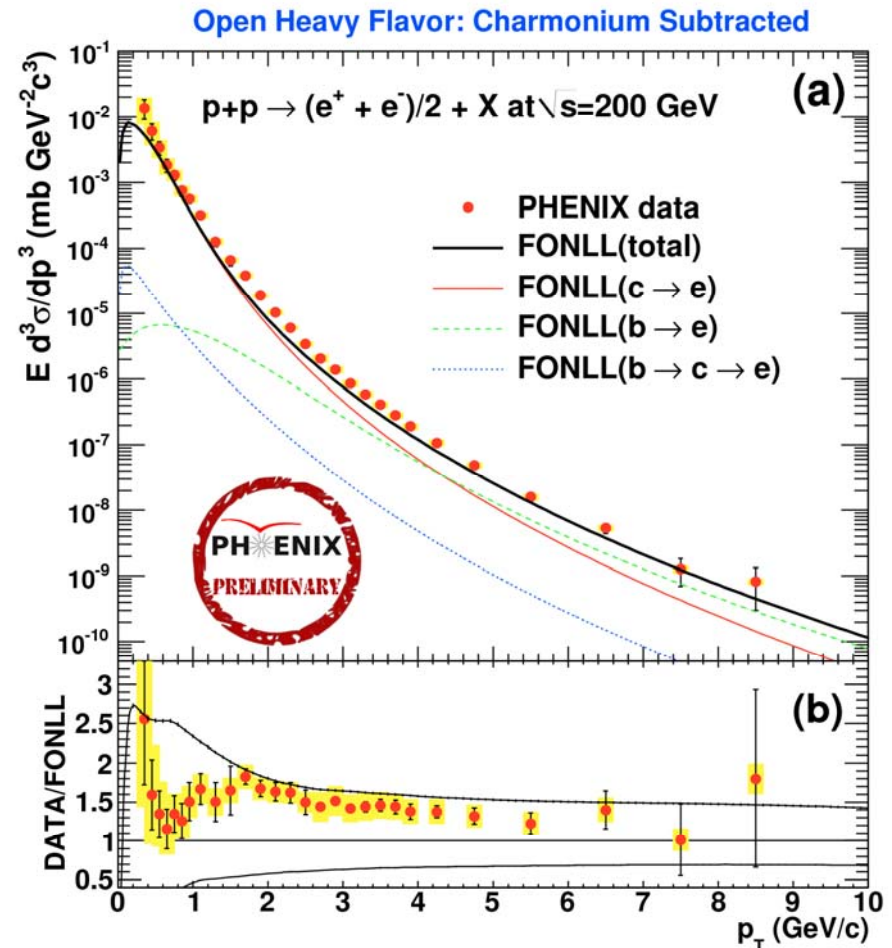 Open Heavy Flavor: Charmonium Subtracted
(a)
p+p → (e⁺ + e⁻)/2 + X at √s=200 GeV
E d³σ/dp³ (mb GeV⁻²c³)
10⁻¹
10⁻²
10⁻³
10⁻⁴
10⁻⁵
10⁻⁶
10⁻⁷
10⁻⁸
10⁻⁹
10⁻¹⁰
PHENIX data
FONLL(total)
FONLL(c → e)
FONLL(b → e)
FONLL(b → c → e)
PHENIX
PRELIMINARY
(b)
DATA/FONLL
3
2.5
2
1.5
1
0.5
0 1 2 3 4 5 6 7 8 9 10
p_T (GeV/c)